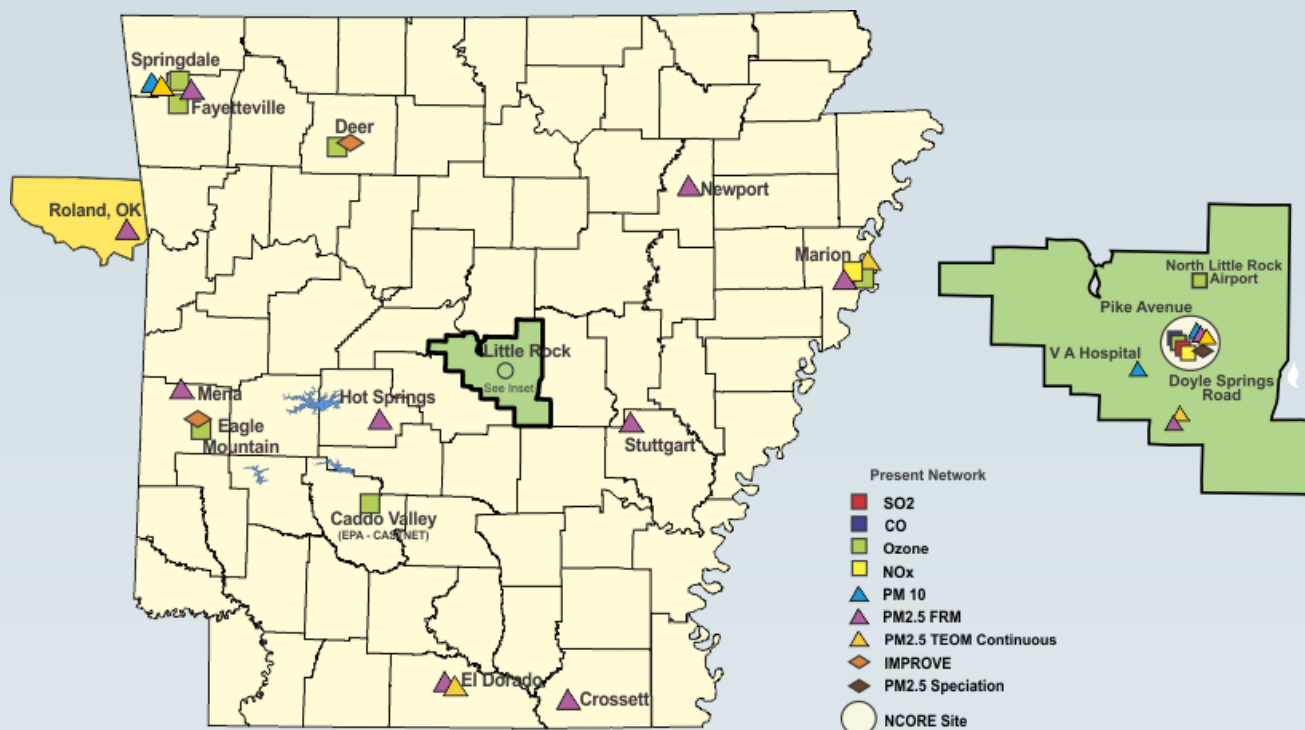 Springdale
Fayetteville
Deer
Newport
Roland, OK
Marion
Little Rock
See Inset
Mena
Hot Springs
Eagle
Mountain
Stuttgart
Caddo Valley
(EPA - CASTNET)
El Dorado
Crossett
North Little Rock
Airport
Pike Avenue
V A Hospital
Doyle Springs
Road
Present Network
SO2
CO
Ozone
NOx
PM 10
PM2.5 FRM
PM2.5 TEOM Continuous
IMPROVE
PM2.5 Speciation
NCORE Site